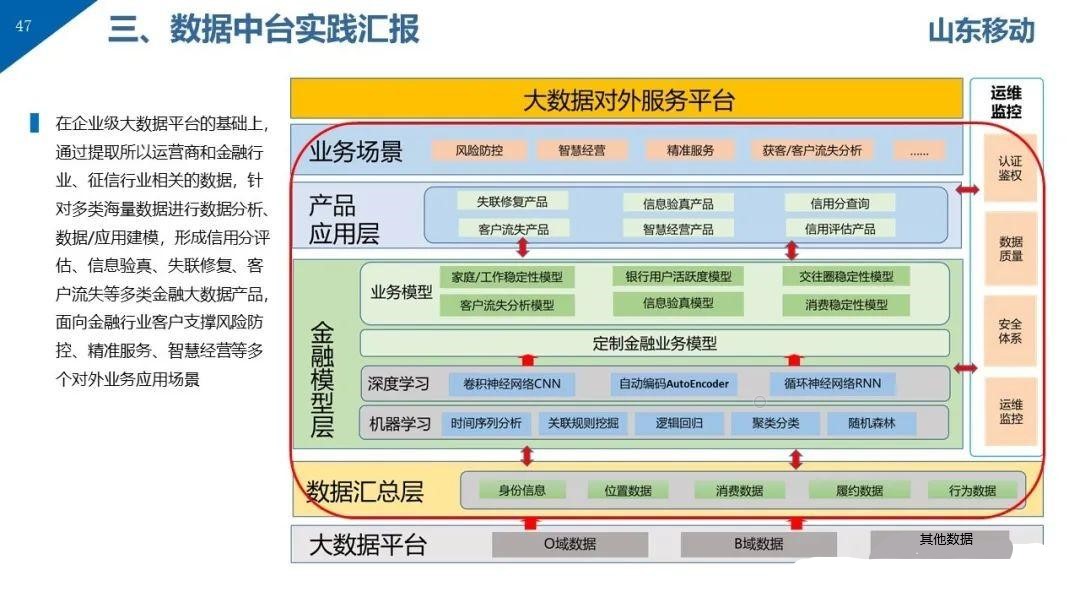 47
三、数据中台实践汇报
山东移动
在企业级大数据平台的基础上，
通过提取所以运营商和金融行
业、征信行业相关的数据，针
对多类海量数据进行数据分析、
数据/应用建模，形成信用分评
估、信息验真、失联修复、客
户流失等多类金融大数据产品，
面向金融行业客户支撑风险防
控、精准服务、智慧经营等多
个对外业务应用场景
大数据对外服务平台
业务场景
风险防控
智慧经营
精准服务
获客/客户流失分析
......
产品
应用层
失联修复产品
信息验真产品
信用分查询
客户流失产品
智慧经营产品
信用评估产品
金融模型层
业务模型
家庭/工作稳定性模型
银行用户活跃度模型
交往圈稳定性模型
客户流失分析模型
信息验真模型
消费稳定性模型
定制金融业务模型
深度学习
卷积神经网络CNN
自动编码AutoEncoder
循环神经网络RNN
机器学习
时间序列分析
关联规则挖掘
逻辑回归
聚类分类
随机森林
数据汇总层
身份信息
位置数据
消费数据
履约数据
行为数据
大数据平台
O域数据
B域数据
其他数据
运维
监控
认证
鉴权
数据
质量
安全
体系
运维
监控